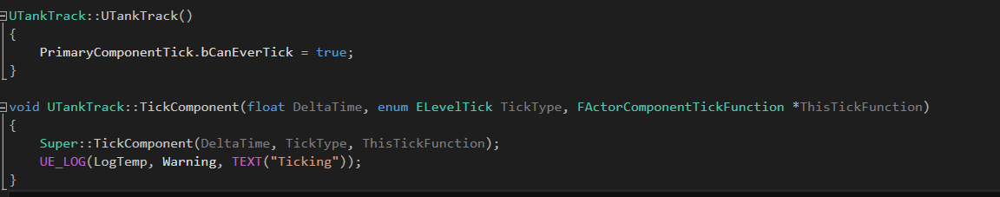 UTankTrack::UTankTrack()
{
PrimaryComponentTick.bCanEverTick = true;
}
void UTankTrack::TickComponent(float DeltaTime, enum ELevelTick TickType, FActorComponentTickFunction *ThisTickFunction)
{
Super::TickComponent(DeltaTime, TickType, ThisTickFunction);
UE_LOG(LogTemp, Warning, TEXT("Ticking"));
}